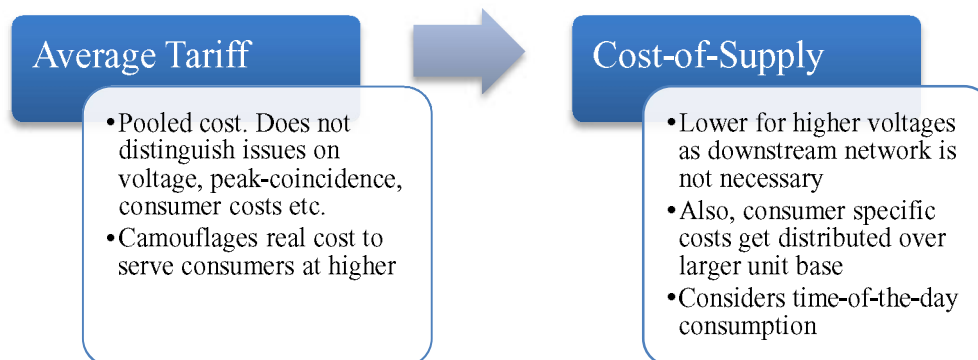 Average Tariff
•Pooled cost. Does not
distinguish issues on
voltage, peak-coincidence,
consumer costs etc.
•Camouflages real cost to
serve consumers at higher
Cost-of-Supply
•Lower for higher voltages
as downstream network is
not necessary
•Also, consumer specific
costs get distributed over
larger unit base
•Considers time-of-the-day
consumption